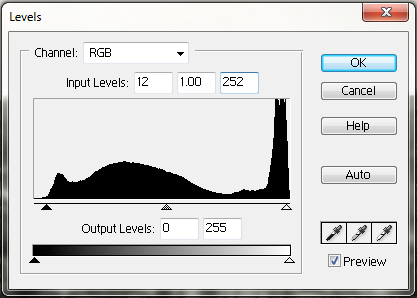 Levels
Channel: RGB
OK
Input Levels: 12 1.00 252
Cancel
Help
Auto
Output Levels: 0 255
Preview